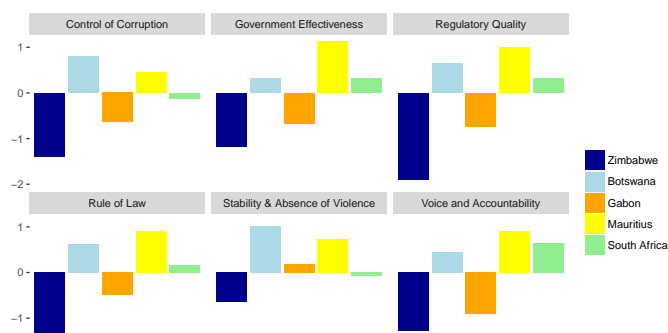 Control of Corruption
Government Effectiveness
Regulatory Quality
1
0
−1
−2
Rule of Law
Stability & Absence of Violence
Voice and Accountability
1
0
−1
Zimbabwe
Botswana
Gabon
Mauritius
South Africa